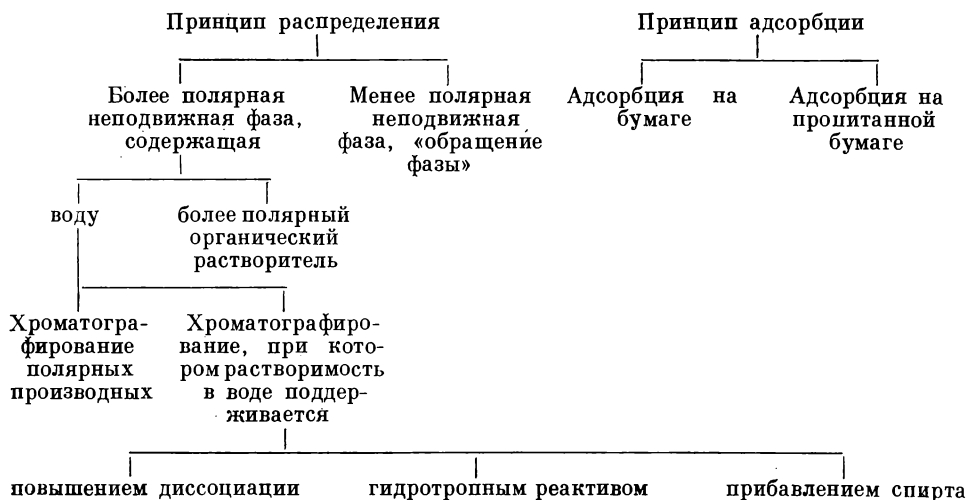 Принцип распределения
Принцип адсорбции
Более полярная
неподвижная фаза,
содержащая
Менее полярная
неподвижная
фаза, «обращение
фазы»
Адсорбция на
бумаге
Адсорбция на
пропитанной
бумаге
воду
более полярный
органический
растворитель
Хроматогра-
фирование
полярных
производных
Хроматографиро-
вание, при кото-
ром растворимость
в воде поддер-
живается
повышением диссоциации
гидротропным реактивом
прибавлением спирта